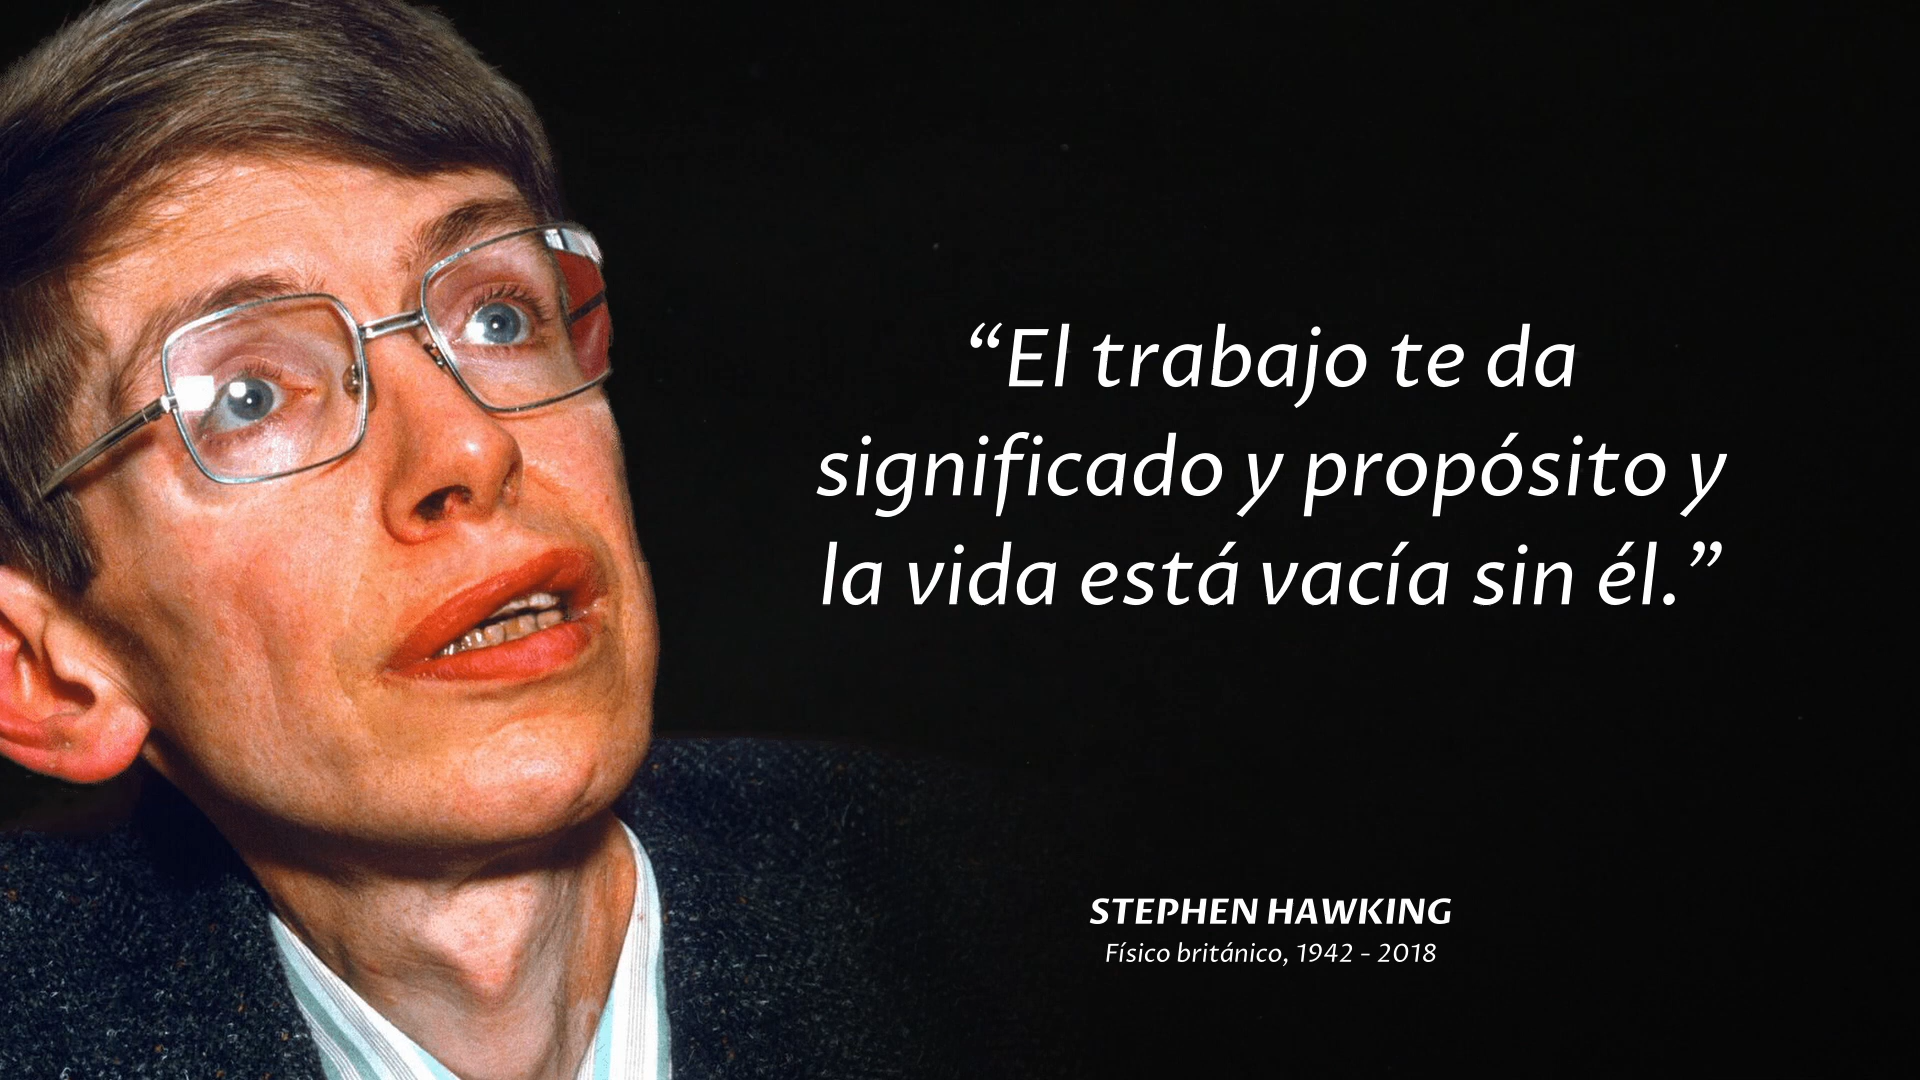 “El trabajo te da
significado y propósito y
la vida está vacía sin él.”
STEPHEN HAWKING
Físico británico, 1942 - 2018